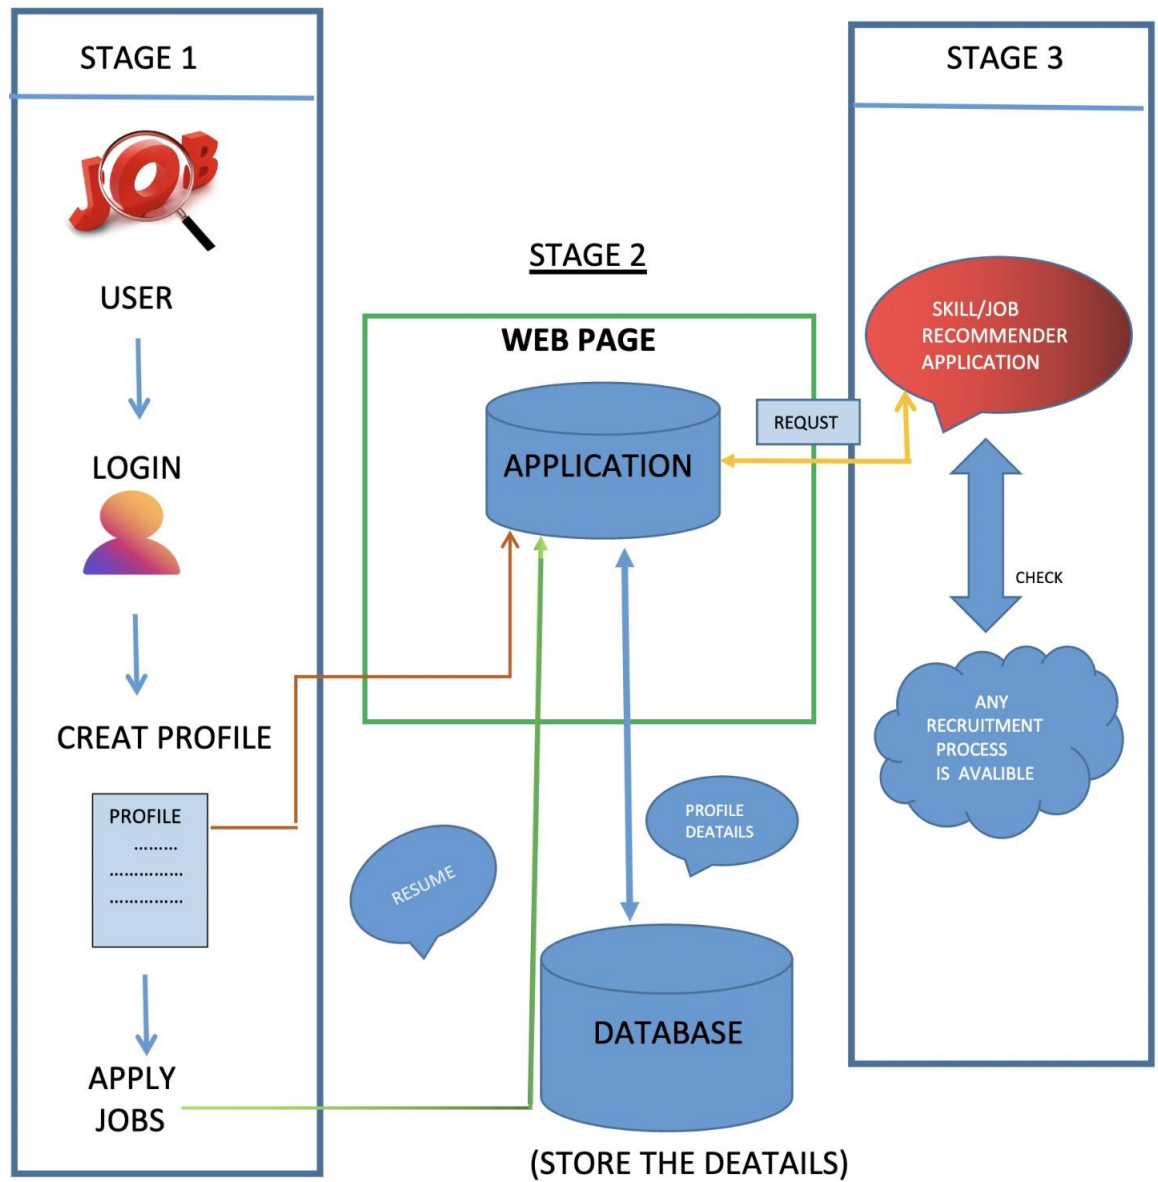 STAGE 1
JOB
USER
LOGIN
CREAT PROFILE
PROFILE
.........
...............
...............
APPLY
JOBS
STAGE 2
WEB PAGE
APPLICATION
REQUST
RESUME
PROFILE
DEATAILS
DATABASE
(STORE THE DEATAILS)
STAGE 3
SKILL/JOB
RECOMMENDER
APPLICATION
CHECK
ANY
RECRUITMENT
PROCESS
IS AVALIBLE